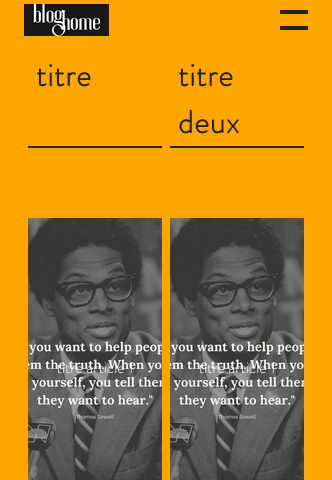 blog
home
titre
titre
deux
you want to help peop
em the truth. When yo
titre article 1
yourself, you tell ther
they want to hear."
Thomas Sowell
you want to help peop
em the truth. When yo
titre article 1
yourself, you tell ther
they want to hear."
Thomas Sowell